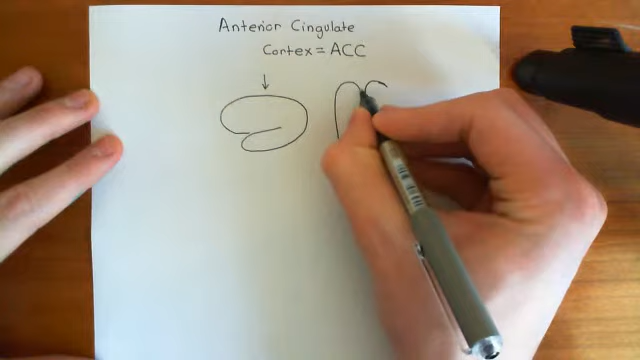 Anterior Cingulate
Cortex = ACC